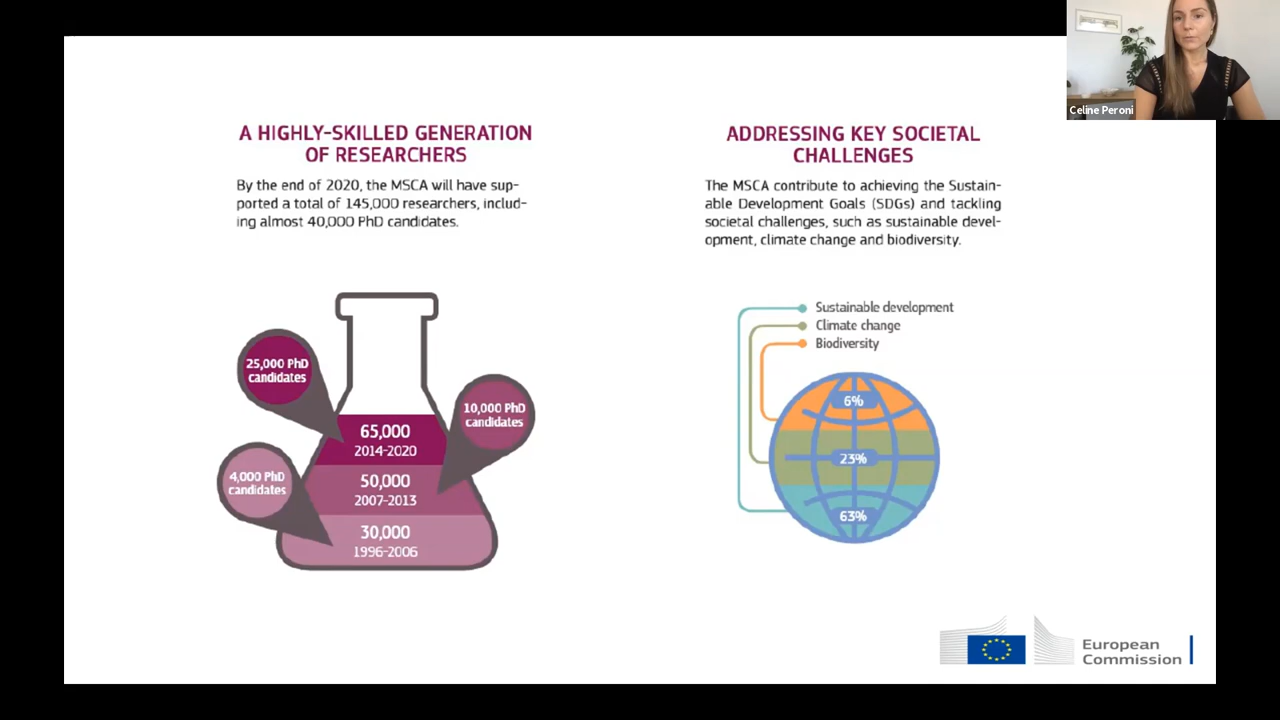 Celine Peroni
A HIGHLY-SKILLED GENERATION
OF RESEARCHERS
By the end of 2020, the MSCA will have sup-
ported a total of 145,000 researchers, includ-
ing almost 40,000 PhD candidates.
25,000 PhD
candidates
10,000 PhD
candidates
4,000 PhD
candidates
65,000
2014-2020
50,000
2007-2013
30,000
1996-2006
ADDRESSING KEY SOCIETAL
CHALLENGES
The MSCA contribute to achieving the Sustain-
able Development Goals (SDGs) and tackling
societal challenges, such as sustainable devel-
opment, climate change and biodiversity.
Sustainable development
Climate change
Biodiversity
6%
23%
63%
European
Commission